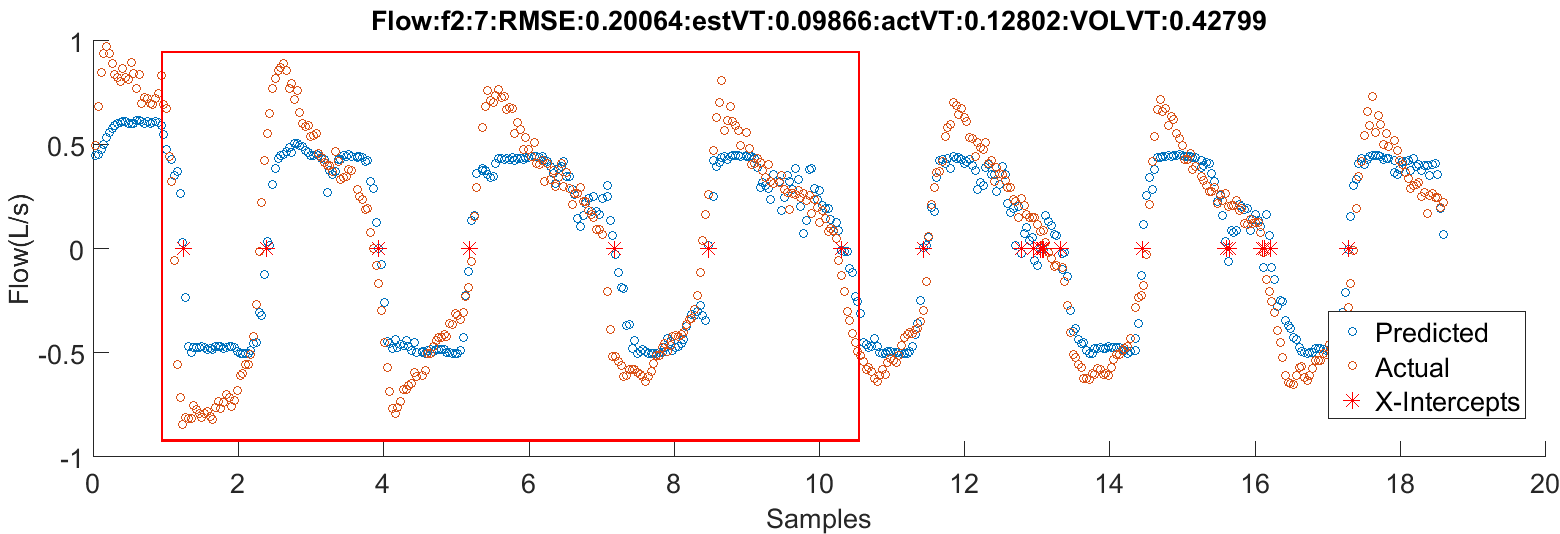 Flow:f2:7:RMSE:0.20064:estVT:0.09866:actVT:0.12802:VOLVT:0.42799
1
0.5
0
-0.5
-1
Flow(L/s)
Predicted
Actual
X-Intercepts
0 2 4 6 8 10 12 14 16 18 20
Samples